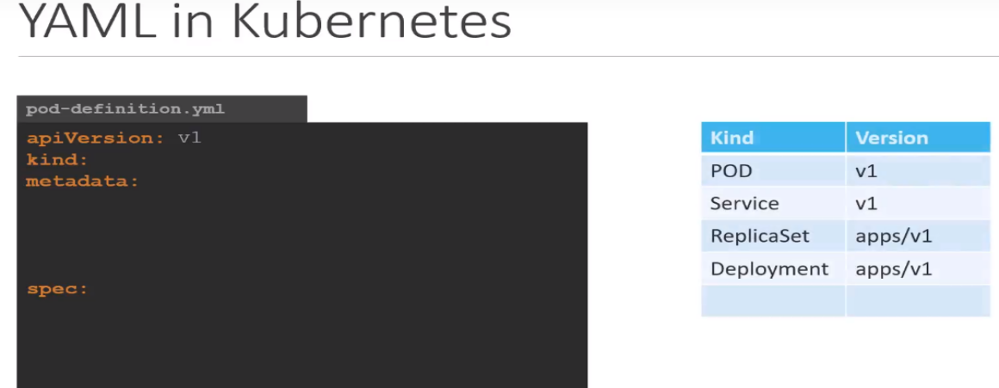 YAML in Kubernetes
pod-definition.yml
apiVersion: v1
kind:
metadata:
spec:
Kind Version
POD v1
Service v1
ReplicaSet apps/v1
Deployment apps/v1